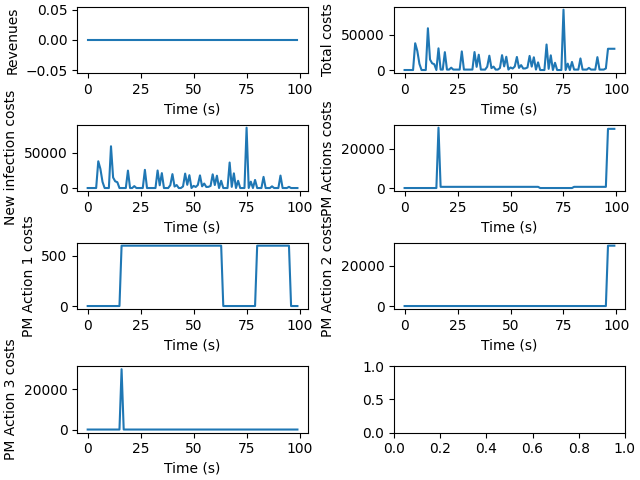 Revenues
0.05
0.00
−0.05
0 25 50 75 100
Time (s)
Total costs
50000
0
0 25 50 75 100
Time (s)
New infection costs
50000
0
0 25 50 75 100
Time (s)
PM Actions costs
20000
0
0 25 50 75 100
Time (s)
PM Action 1 costs
500
0
0 25 50 75 100
Time (s)
PM Action 2 costs
20000
0
0 25 50 75 100
Time (s)
PM Action 3 costs
20000
0
0 25 50 75 100
Time (s)
1.0
0.5
0.0
0.0 0.2 0.4 0.6 0.8 1.0